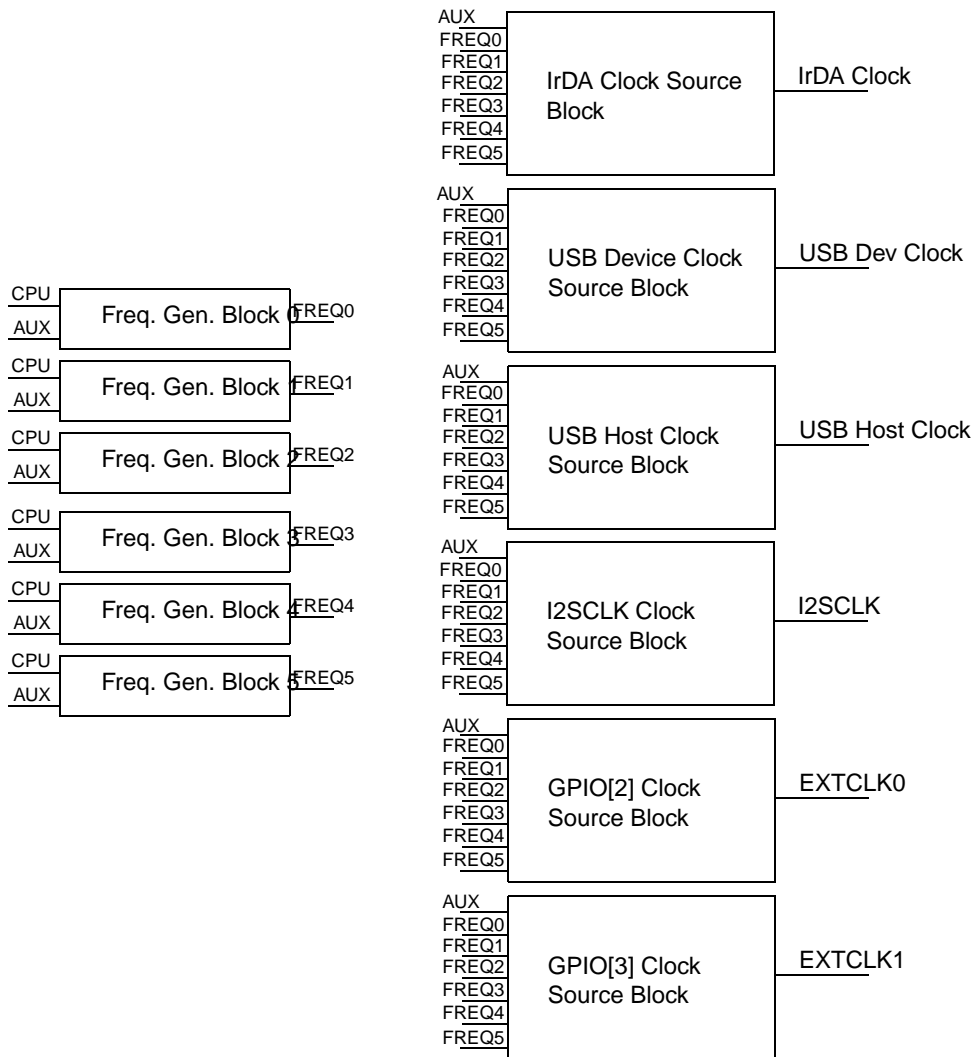 CPU
AUX
Freq. Gen. Block 0
FREQ0
CPU
AUX
Freq. Gen. Block 1
FREQ1
CPU
AUX
Freq. Gen. Block 2
FREQ2
CPU
AUX
Freq. Gen. Block 3
FREQ3
CPU
AUX
Freq. Gen. Block 4
FREQ4
CPU
AUX
Freq. Gen. Block 5
FREQ5
AUX
FREQ0
FREQ1
FREQ2
FREQ3
FREQ4
FREQ5
IrDA Clock Source
Block
IrDA Clock
AUX
FREQ0
FREQ1
FREQ2
FREQ3
FREQ4
FREQ5
USB Device Clock
Source Block
USB Dev Clock
AUX
FREQ0
FREQ1
FREQ2
FREQ3
FREQ4
FREQ5
USB Host Clock
Source Block
USB Host Clock
AUX
FREQ0
FREQ1
FREQ2
FREQ3
FREQ4
FREQ5
I2SCLK Clock
Source Block
I2SCLK
AUX
FREQ0
FREQ1
FREQ2
FREQ3
FREQ4
FREQ5
GPIO[2] Clock
Source Block
EXTCLK0
AUX
FREQ0
FREQ1
FREQ2
FREQ3
FREQ4
FREQ5
GPIO[3] Clock
Source Block
EXTCLK1